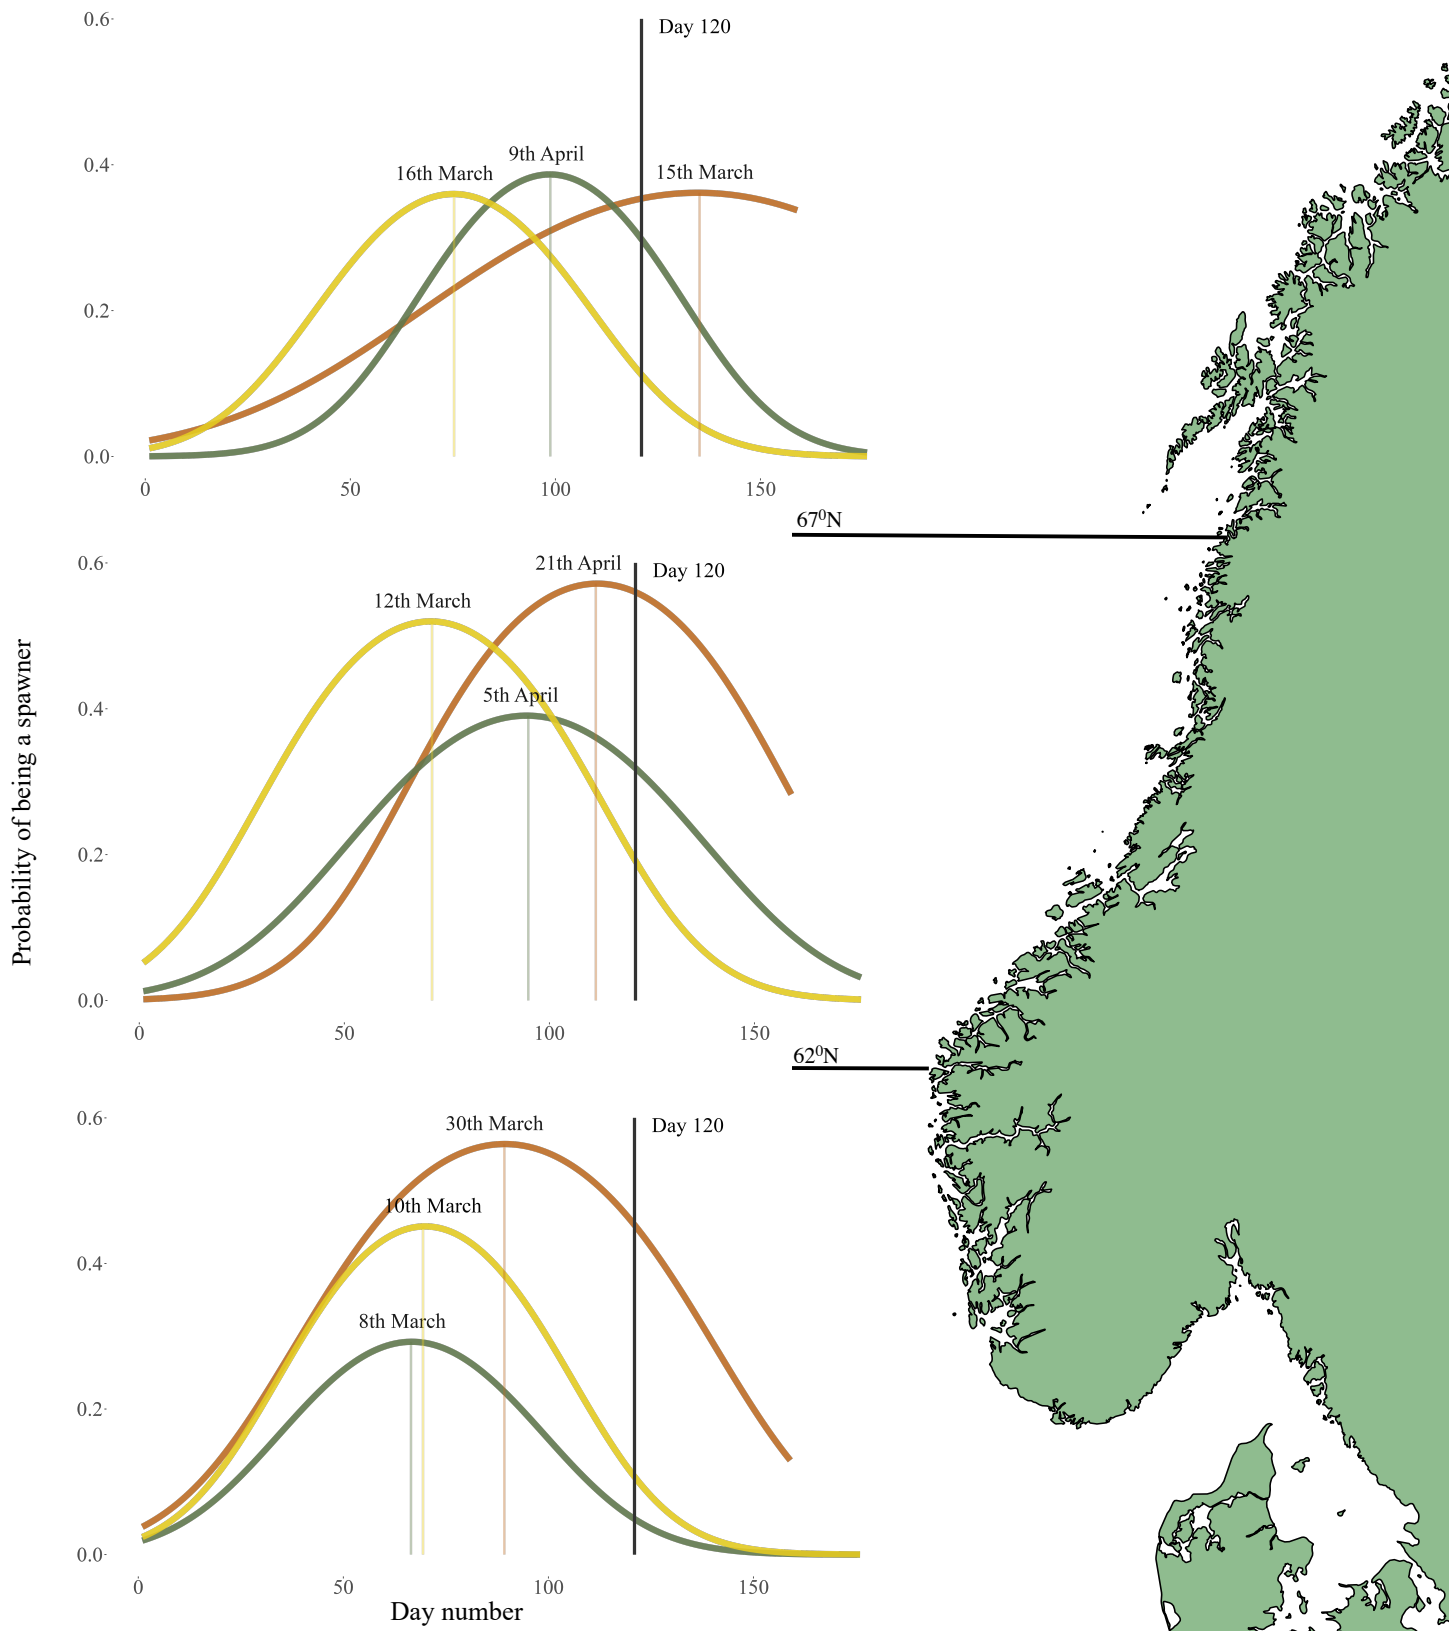 0.6
Day 120
9th April
0.4
16th March
15th March
0.2
0.0
0 50 100 150
67⁰N
21th April
0.6
Day 120
12th March
5th April
0.4
Probability of being a spawner
0.2
0.0
0 50 100 150
62⁰N
0.6
30th March
Day 120
10th March
0.4
8th March
0.2
0.0
0 50 100 150
Day number